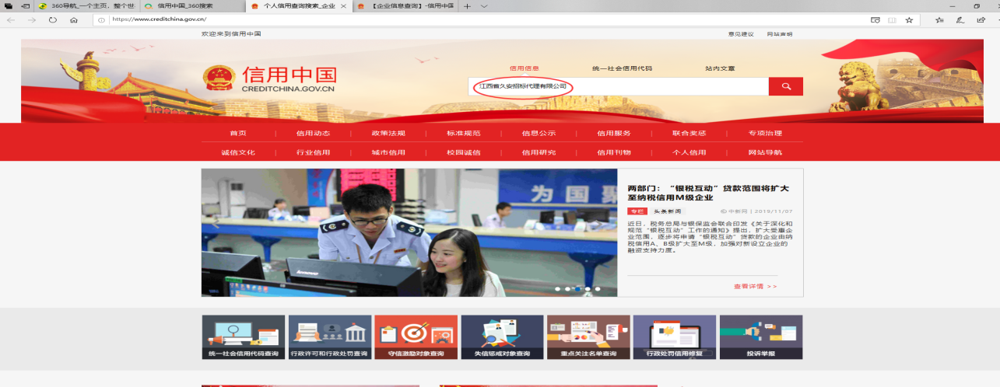 360导航_一个主页，整个世
信用中国_360搜索
个人信用查询搜索_企业
【企业信息查询】-信用中国
https://www.creditchina.gov.cn/
欢迎来到信用中国
意见建议 网站声明
信用中国
CREDITCHINA.GOV.CN
信用信息 统一社会信用代码 站内文章
江西省久安招标代理有限公司
首页 信用动态 政策法规 标准规范 信息公示 信用服务 联合奖惩 专项治理
诚信文化 行业信用 城市信用 校园诚信 信用研究 信用刊物 个人信用 网站导航
为国聚
lenovo
两部门：“银税互动”贷款范围将扩大
至纳税信用M级企业
专栏 头条新闻 中新网 | 2019/11/07
近日，税务总局与银保监会联合印发《关于深化和
规范“银税互动”工作的通知》提出，扩大受惠企
业范围，逐步将申请“银税互动”贷款的企业由纳
税信用A、B级扩大至M级，加强对新设立企业的
融资支持力度。
查看详情 >>
统一社会信用代码查询 行政许可和行政处罚查询 守信激励对象查询 失信惩戒对象查询 重点关注名单查询 行政处罚信用修复 投诉举报